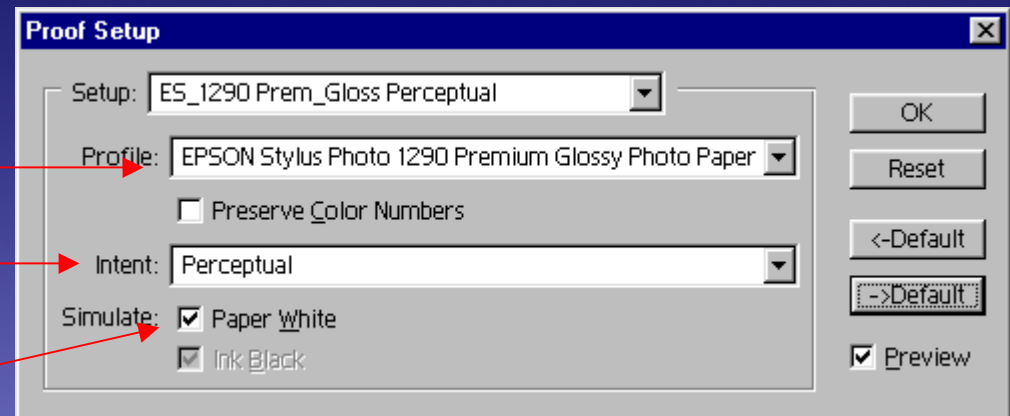 Proof Setup
Setup: ES_1290 Prem_Gloss Perceptual
Profile: EPSON Stylus Photo 1290 Premium Glossy Photo Paper
Preserve Color Numbers
Intent: Perceptual
Simulate: Paper White
Ink Black
OK
Reset
<-Default
->Default
Preview